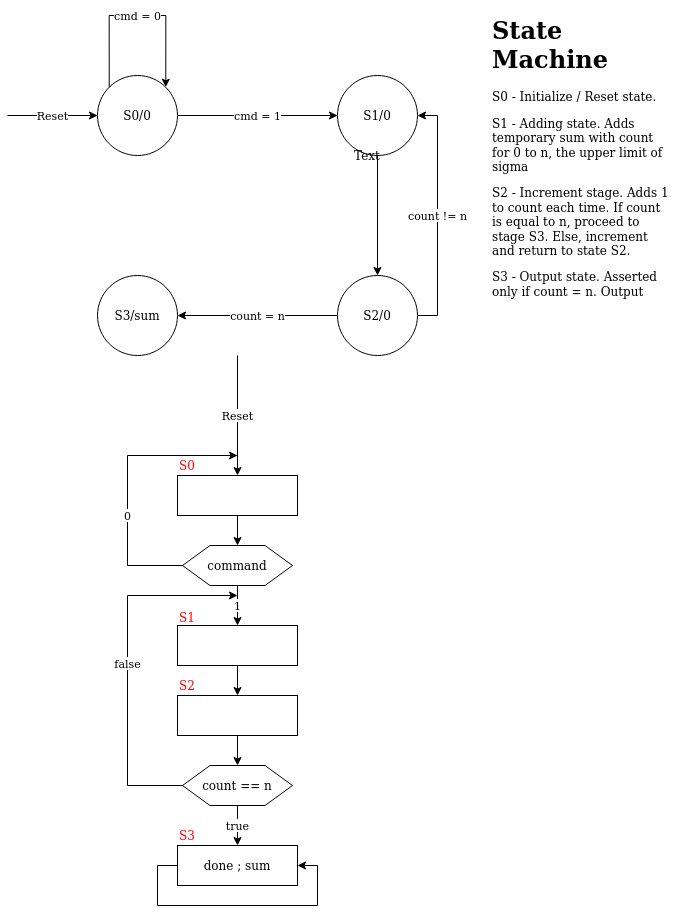 cmd = 0
State
Machine
S0 - Initialize / Reset state.
Reset
S0/0
cmd = 1
S1/0
S1 - Adding state. Adds
temporary sum with count
for 0 to n, the upper limit of
sigma
Text
S2 - Increment stage. Adds 1
to count each time. If count
is equal to n, proceed to
stage S3. Else, increment
and return to state S2.
count != n
S3 - Output state. Asserted
only if count = n. Output
S3/sum
count = n
S2/0
Reset
S0
0
command
1
S1
false
S2
count == n
true
S3
done ; sum